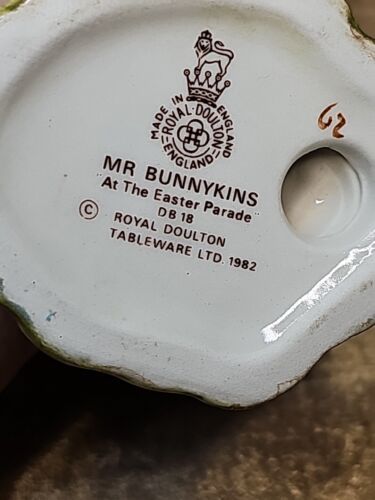 MADE IN ENGLAND
ROYAL DOULTON
ENGLAND
62
MR BUNNYKINS
"At The Easter Parade"
DB 18
© ROYAL DOULTON
TABLEWARE LTD. 1982